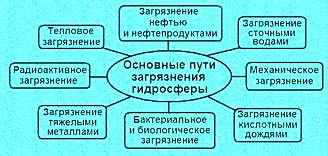 Загрязнение
нефтью
и нефтепродуктами
Тепловое
загрязнение
Загрязнение
сточными
водами
Радиоактивное
загрязнение
Основные пути
загрязнения
гидросферы
Механическое
загрязнение
Загрязнение
тяжелыми
металлами
Бактериальное
и биологическое
загрязнение
Загрязнение
кислотными
дождями